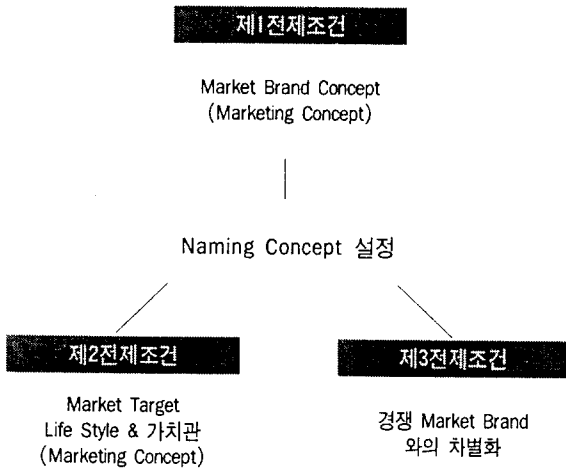 제1전제조건
Market Brand Concept
(Marketing Concept)
Naming Concept 설정
제2전제조건
Market Target
Life Style & 가치관
(Marketing Concept)
제3전제조건
경쟁 Market Brand
와의 차별화